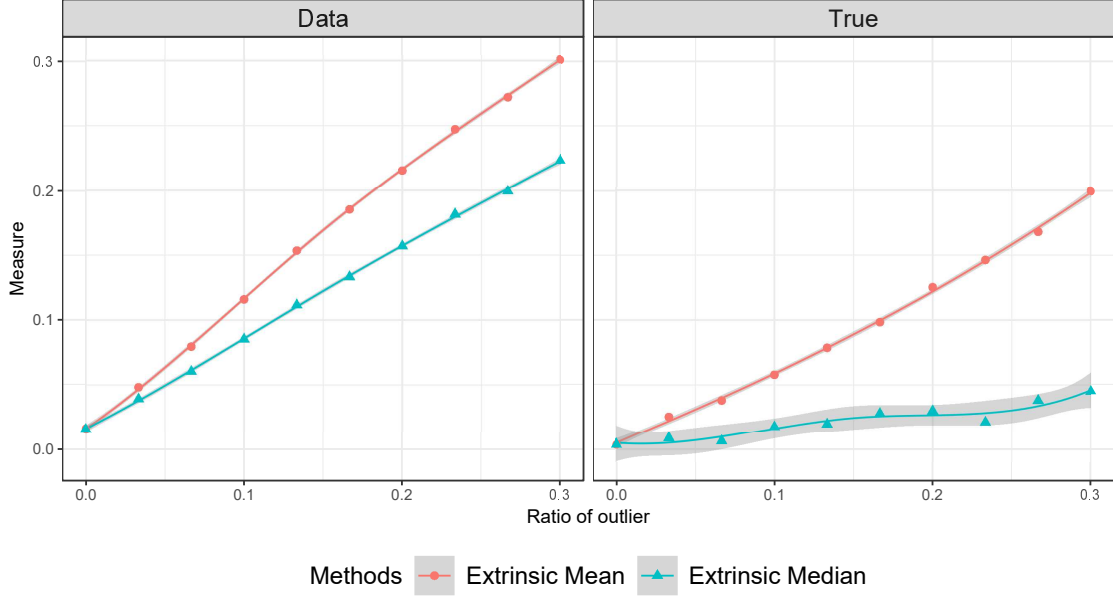 Data
True
Measure
0.3
0.2
0.1
0.0
0.0 0.1 0.2 0.3
0.0 0.1 0.2 0.3
Ratio of outlier
Methods Extrinsic Mean Extrinsic Median